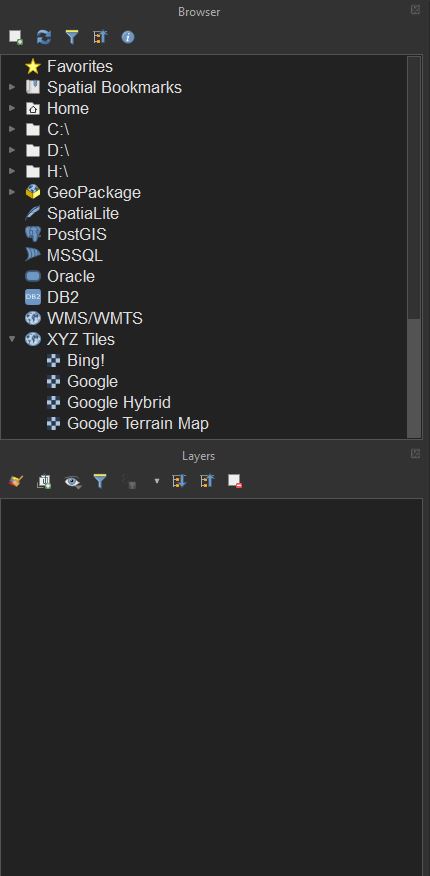 Browser
Favorites
Spatial Bookmarks
Home
C:\
D:\
H:\
GeoPackage
SpatiaLite
PostGIS
MSSQL
Oracle
DB2 DB2
WMS/WMTS
XYZ Tiles
Bing!
Google
Google Hybrid
Google Terrain Map
Layers